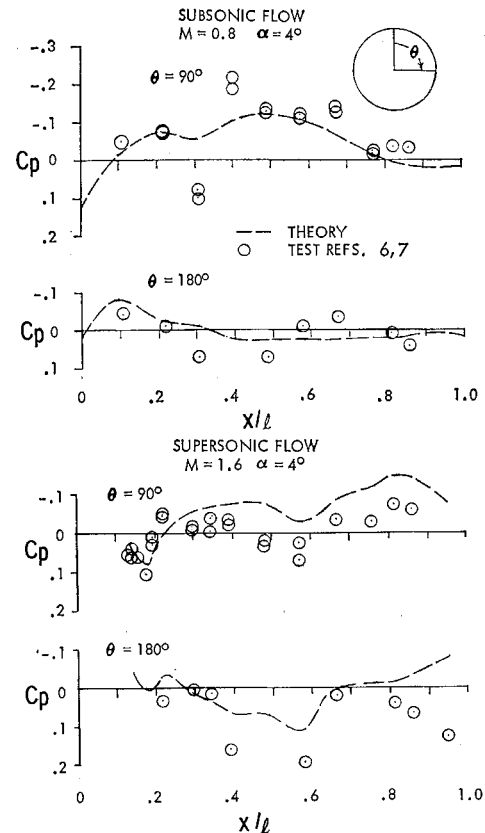 SUBSONIC FLOW
M = 0.8 α = 4°
θ = 90°
θ
-.3
-.2
-.1
0
.1
.2
Cp
— — THEORY
○ TEST REFS. 6,7
θ = 180°
-.1
0
.1
Cp
0 .2 .4 .6 .8 1.0
X/ℓ
SUPERSONIC FLOW
M = 1.6 α = 4°
θ = 90°
-.1
0
.1
.2
Cp
θ = 180°
-.1
0
.1
.2
Cp
0 .2 .4 .6 .8 1.0
X/ℓ